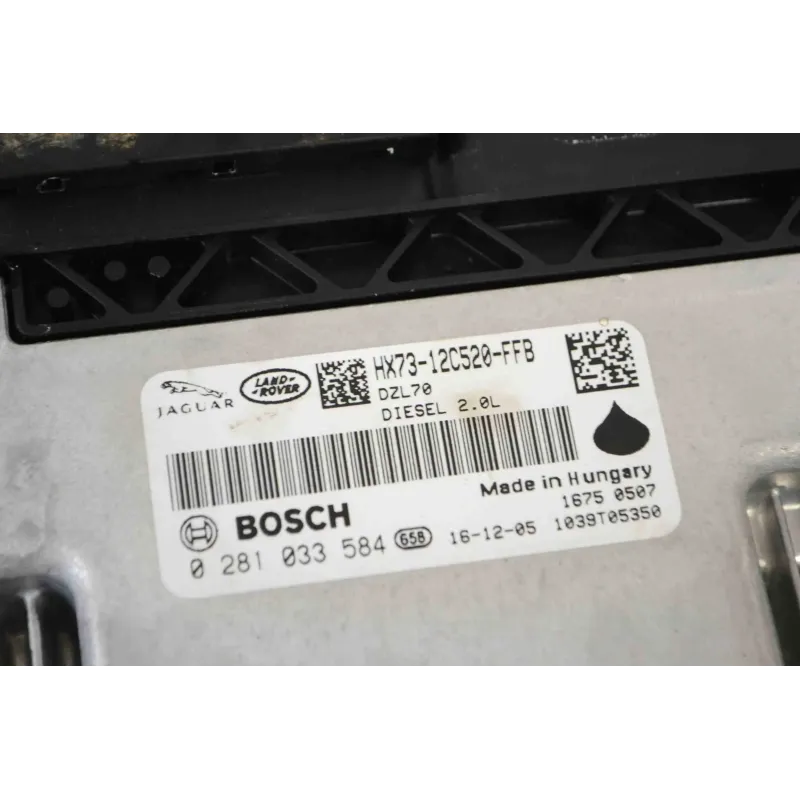 JAGUAR
LAND ROVER
HX73-12C520-FFB
DZL70
DIESEL 2.0L
Made in Hungary
BOSCH
1675 0507
0 281 033 584 658 16-12-05 1039T05350